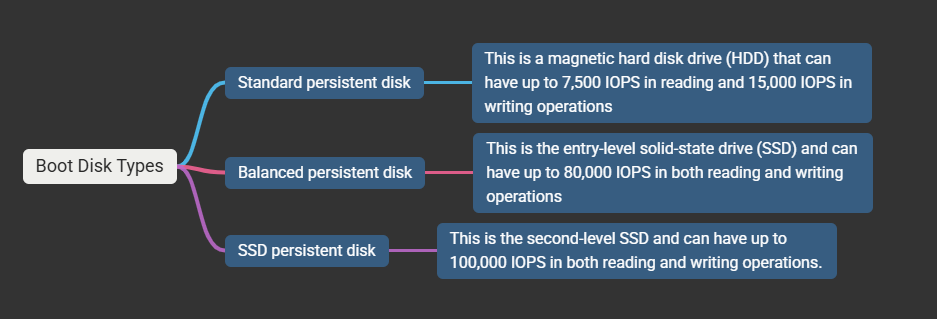 Boot Disk Types
Standard persistent disk
This is a magnetic hard disk drive (HDD) that can
have up to 7,500 IOPS in reading and 15,000 IOPS in
writing operations
Balanced persistent disk
This is the entry-level solid-state drive (SSD) and can
have up to 80,000 IOPS in both reading and writing
operations
SSD persistent disk
This is the second-level SSD and can have up to
100,000 IOPS in both reading and writing operations.